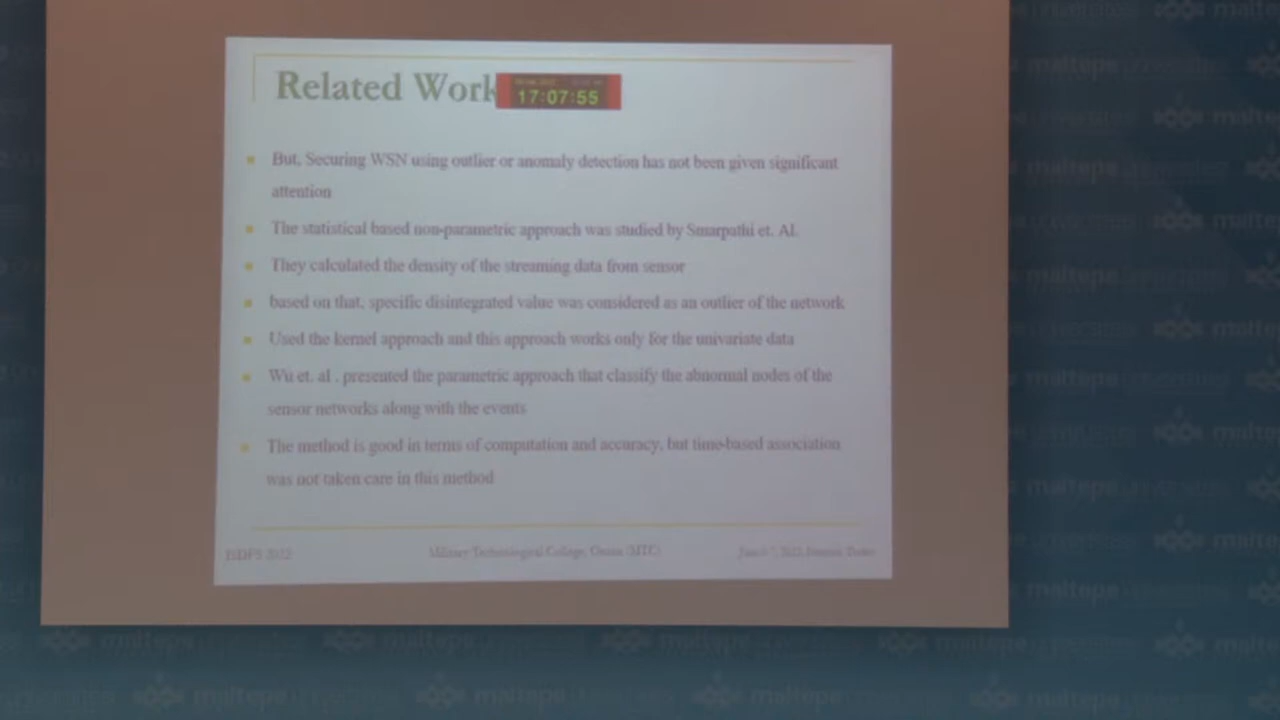 Related Work
17:07:55
But, Securing WSN using outlier or anomaly detection has not been given significant
attention
The statistical based non-parametric approach was studied by Smarpathi et. Al.
They calculated the density of the streaming data from sensor
based on that, specific disintegrated value was considered as an outlier of the network
Used the kernel approach and this approach works only for the univariate data
Wu et. al . presented the parametric approach that classify the abnormal nodes of the
sensor networks along with the events
The method is good in terms of computation and accuracy, but time-based association
was not taken care in this method
ISDFS 2022
Military Technological College, Oman (MTC)
maltepe